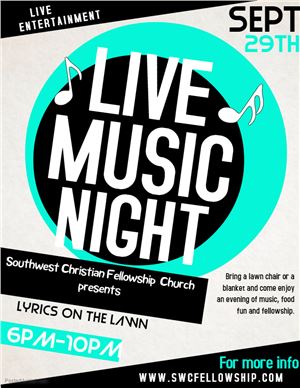 LIVE
ENTERTAINMENT
SEPT
29TH
LIVE
MUSIC
NIGHT
Southwest Christian Fellowship Church
presents
LYRICS ON THE LAWN
6PM-10PM
Bring a lawn chair or a
blanket and come enjoy
an evening of music, food
fun and fellowship.
For more info
WWW.SWCFELLOWSHIP.COM